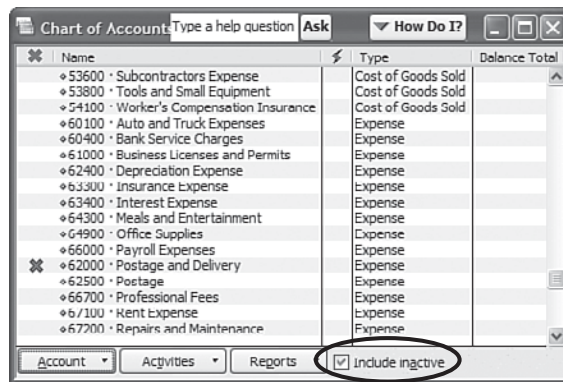 Chart of Accounts Type a help question Ask How Do I?
Name Type Balance Total
53600 · Subcontractors Expense Cost of Goods Sold
53800 · Tools and Small Equipment Cost of Goods Sold
54100 · Worker's Compensation Insurance Cost of Goods Sold
60100 · Auto and Truck Expenses Expense
60400 · Bank Service Charges Expense
61000 · Business Licenses and Permits Expense
62400 · Depreciation Expense Expense
63300 · Insurance Expense Expense
63400 · Interest Expense Expense
64300 · Meals and Entertainment Expense
64900 · Office Supplies Expense
66000 · Payroll Expenses Expense
62000 · Postage and Delivery Expense
62500 · Postage Expense
66700 · Professional Fees Expense
67100 · Rent Expense Expense
67200 · Repairs and Maintenance Expense
Account Activities Reports Include inactive